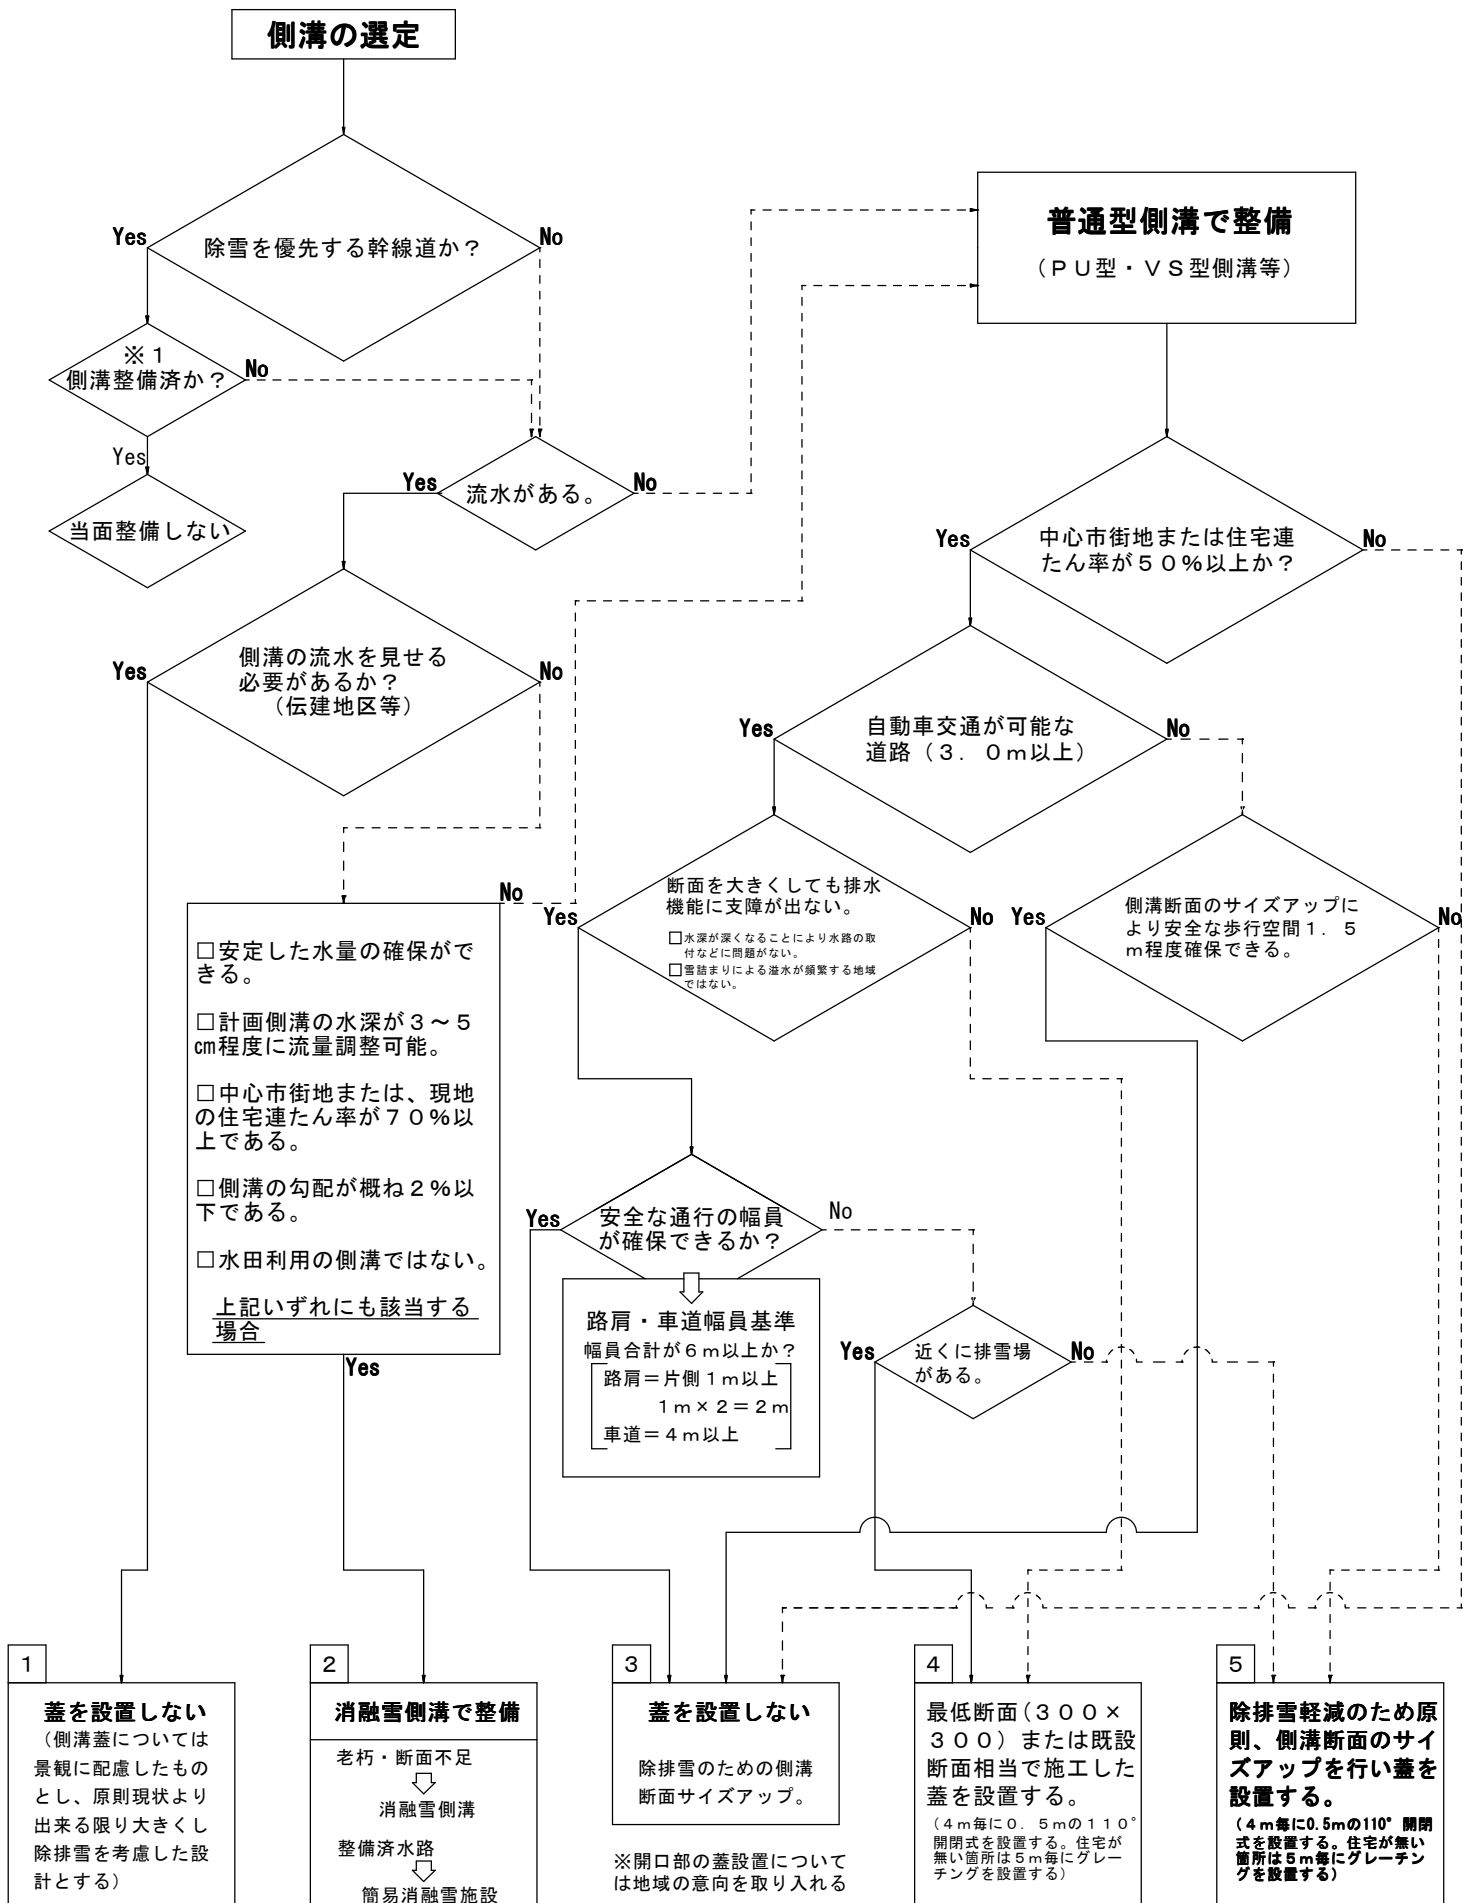 側溝の選定
除雪を優先する幹線道か？
Yes
No
※１
側溝整備済か？
No
Yes
当面整備しない
流水がある。
Yes
No
側溝の流水を見せる
必要があるか？
（伝建地区等）
Yes
No
No
□安定した水量の確保がで
きる。
□計画側溝の水深が３～５
㎝程度に流量調整可能。
□中心市街地または、現地
の住宅連たん率が７０％以
上である。
□側溝の勾配が概ね２％以
下である。
□水田利用の側溝ではない。
上記いずれにも該当する
場合
Yes
普通型側溝で整備
（ＰＵ型・ＶＳ型側溝等）
中心市街地または住宅連
たん率が５０％以上か？
Yes
No
自動車交通が可能な
道路（３．０ｍ以上）
Yes
No
断面を大きくしても排水
機能に支障が出ない。
□水深が深くなることにより水路の取
付などに問題がない。
□雪詰まりによる溢水が頻繁する地域
ではない。
Yes
No
側溝断面のサイズアップに
より安全な歩行空間１．５
ｍ程度確保できる。
Yes
No
安全な通行の幅員
が確保できるか？
Yes
No
路肩・車道幅員基準
幅員合計が６ｍ以上か？
路肩＝片側１ｍ以上
１ｍ×２＝２ｍ
車道＝４ｍ以上
近くに排雪場
がある。
Yes
No
1
蓋を設置しない
（側溝蓋については
景観に配慮したもの
とし、原則現状より
出来る限り大きくし
除排雪を考慮した設
計とする）
2
消融雪側溝で整備
老朽・断面不足
消融雪側溝
整備済水路
簡易消融雪施設
3
蓋を設置しない
除排雪のための側溝
断面サイズアップ。
※開口部の蓋設置について
は地域の意向を取り入れる
4
最低断面(３００×
３００）または既設
断面相当で施工した
蓋を設置する。
（４ｍ毎に０．５ｍの１１０°
開閉式を設置する。住宅が
無い箇所は５ｍ毎にグレー
チングを設置する）
5
除排雪軽減のため原
則、側溝断面のサイ
ズアップを行い蓋を
設置する。
（４ｍ毎に0.5mの110°開閉
式を設置する。住宅が無い
箇所は５ｍ毎にグレーチン
グを設置する）